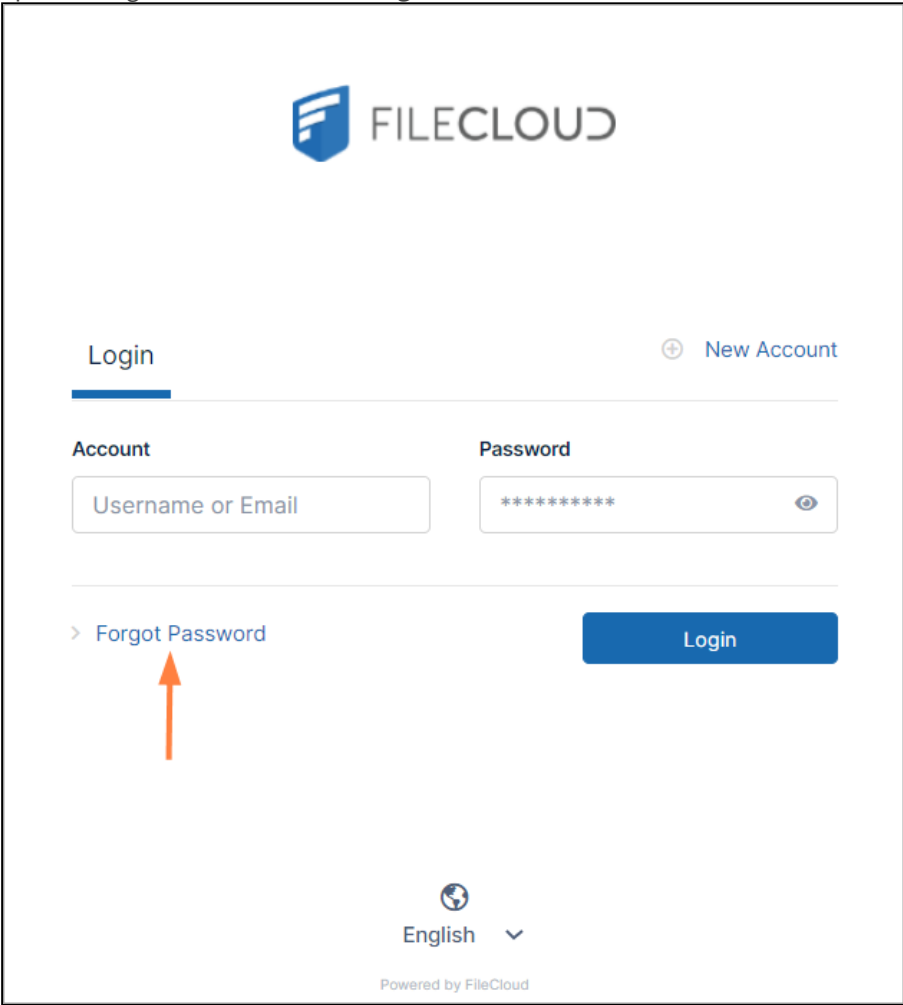 FILECLOUD
Login
New Account
Account
Password
Username or Email
**********
Forgot Password
Login
English
Powered by FileCloud